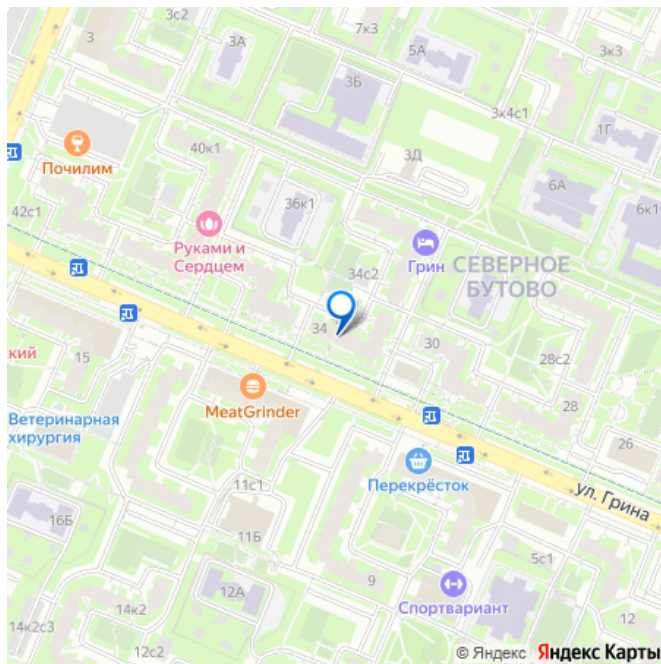 3с2
7к3
3
3А
5А
3к3
3Б
3к4с1
1Г
40к1
Почилим
3Д
6А
36к1
42с1
6к1
Руками и
Сердцем
34с2
Грин
СЕВЕРНОЕ
БУТОВО
34
30
кий
15
28с2
MeatGrinder
28
Ветеринарная
хирургия
26
Перекрёсток
11с1
ул. Грина
16Б
11Б
5с1
9
12А
Спортвариант
14к2
12
14к2с3
12с2
© Яндекс Яндекс Карты